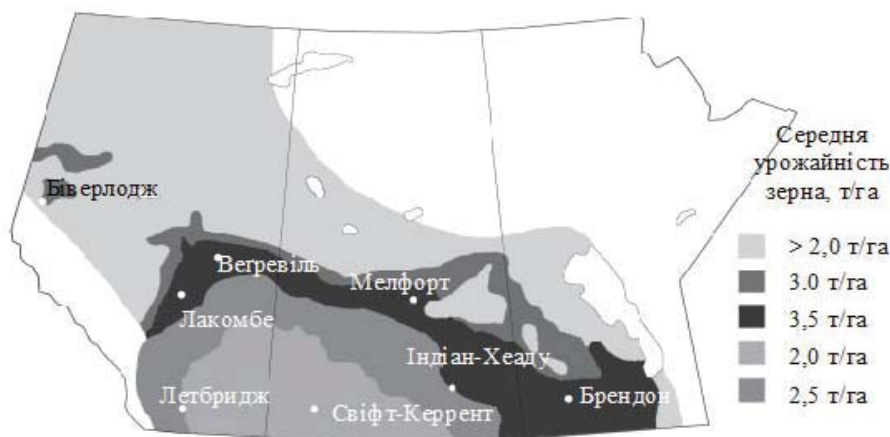 Біверлодж
Вегревіль
Мелфорт
Лакомбе
Індіан-Хеаду
Летбридж
Свіфт-Керрент
Брендон
Середня
урожайність
зерна, т/га
> 2,0 т/га
3.0 т/га
3,5 т/га
2,0 т/га
2,5 т/га